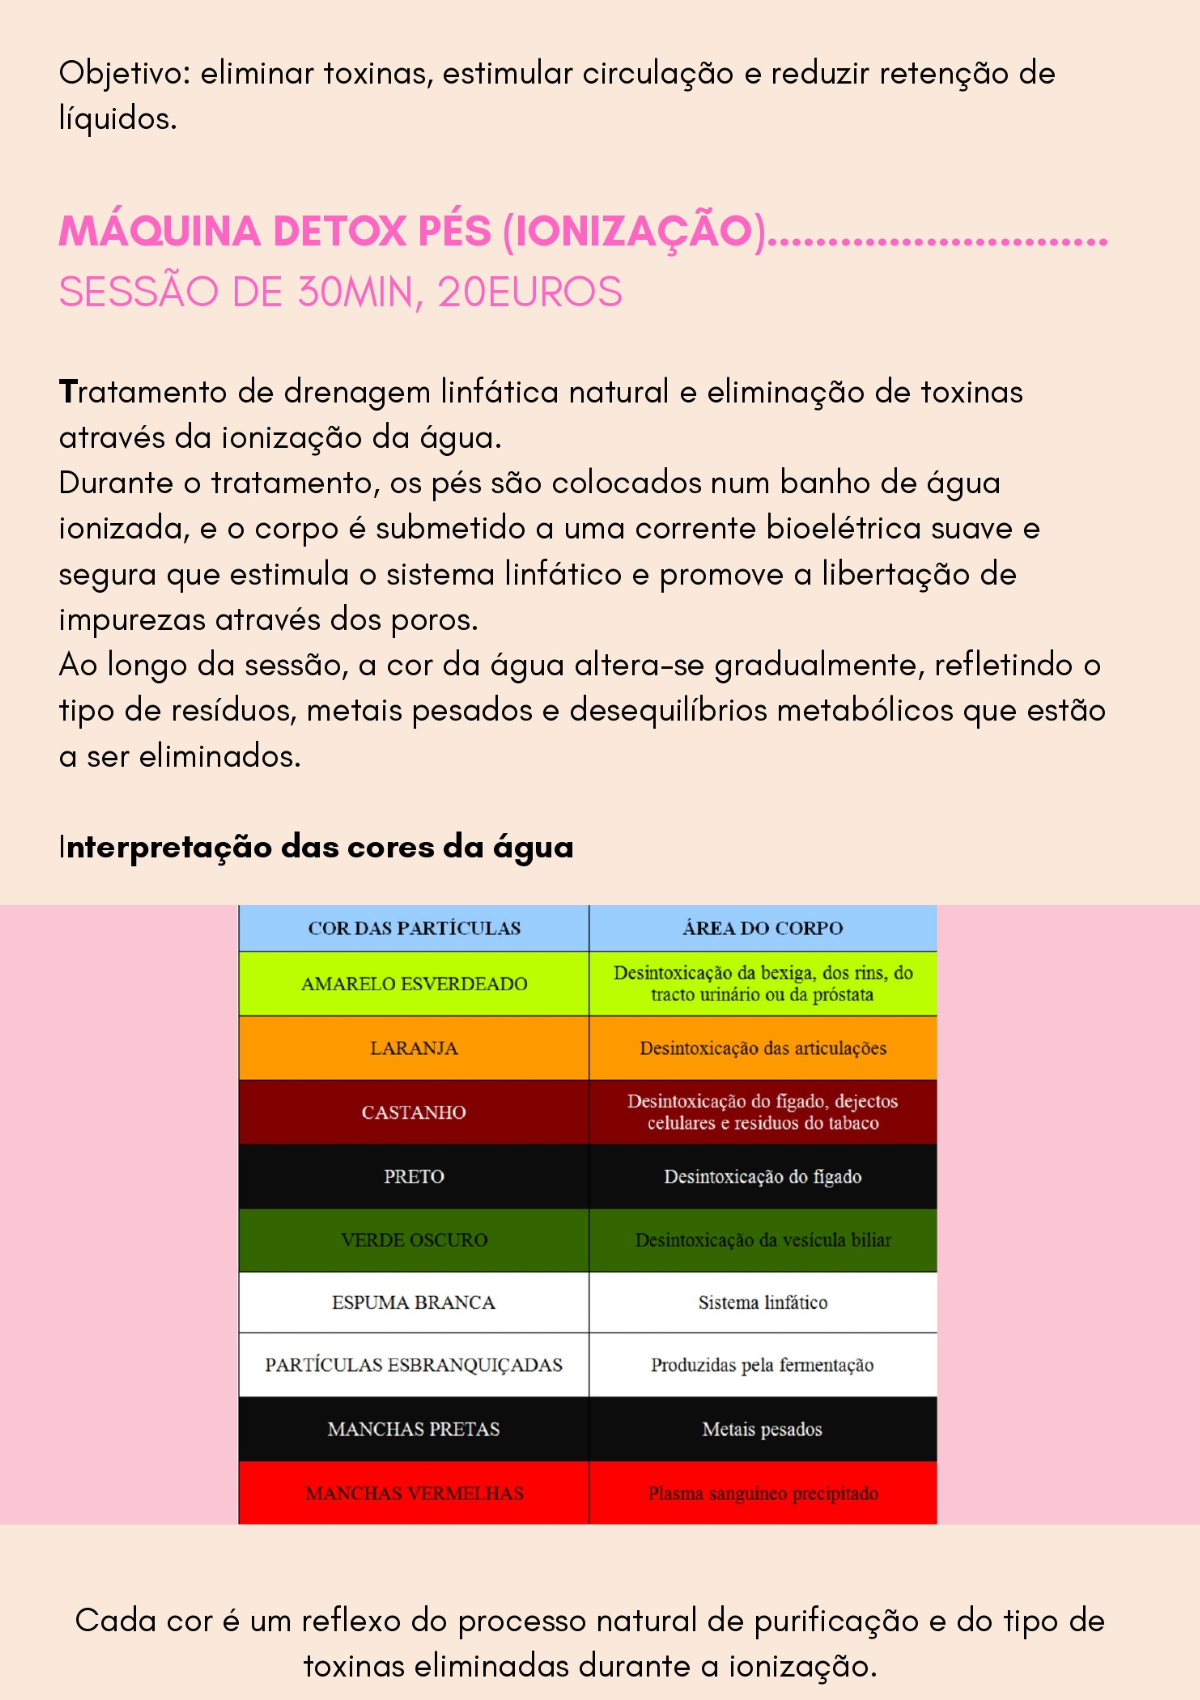 Objetivo: eliminar toxinas, estimular circulação e reduzir retenção de
líquidos.
MÁQUINA DETOX PÉS (IONIZAÇÃO)............................
SESSÃO DE 30MIN, 20EUROS
Tratamento de drenagem linfática natural e eliminação de toxinas
através da ionização da água.
Durante o tratamento, os pés são colocados num banho de água
ionizada, e o corpo é submetido a uma corrente bioelétrica suave e
segura que estimula o sistema linfático e promove a libertação de
impurezas através dos poros.
Ao longo da sessão, a cor da água altera-se gradualmente, refletindo o
tipo de resíduos, metais pesados e desequilíbrios metabólicos que estão
a ser eliminados.
Interpretação das cores da água
COR DAS PARTÍCULAS ÁREA DO CORPO
AMARELO ESVERDEADO Desintoxicação da bexiga, dos rins, do
tracto urinário ou da próstata
LARANJA Desintoxicação das articulações
CASTANHO Desintoxicação do fígado, dejectos
celulares e residuos do tabaco
PRETO Desintoxicação do fígado
VERDE OSCURO Desintoxicação da vesícula biliar
ESPUMA BRANCA Sistema linfático
PARTÍCULAS ESBRANQUIÇADAS Produzidas pela fermentação
MANCHAS PRETAS Metais pesados
MANCHAS VERMELHAS Plasma sanguíneo precipitado
Cada cor é um reflexo do processo natural de purificação e do tipo de
toxinas eliminadas durante a ionização.